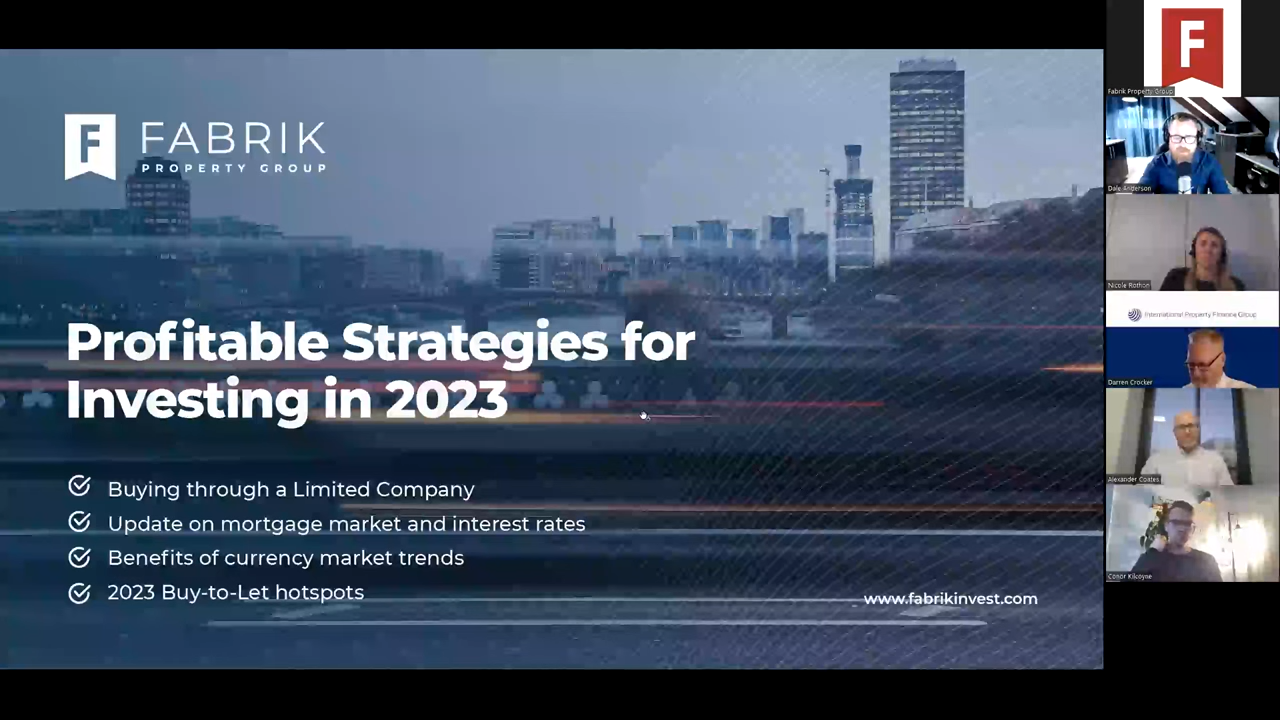 FABRIK
PROPERTY GROUP
Profitable Strategies for
Investing in 2023
Buying through a Limited Company
Update on mortgage market and interest rates
Benefits of currency market trends
2023 Buy-to-Let hotspots
www.fabrikinvest.com
F
Fabrik Property Group
Dale Anderson
Nicole Rothon
International Property Finance Group
Darren Crocker
Alexander Coates
Conor Kilcoyne